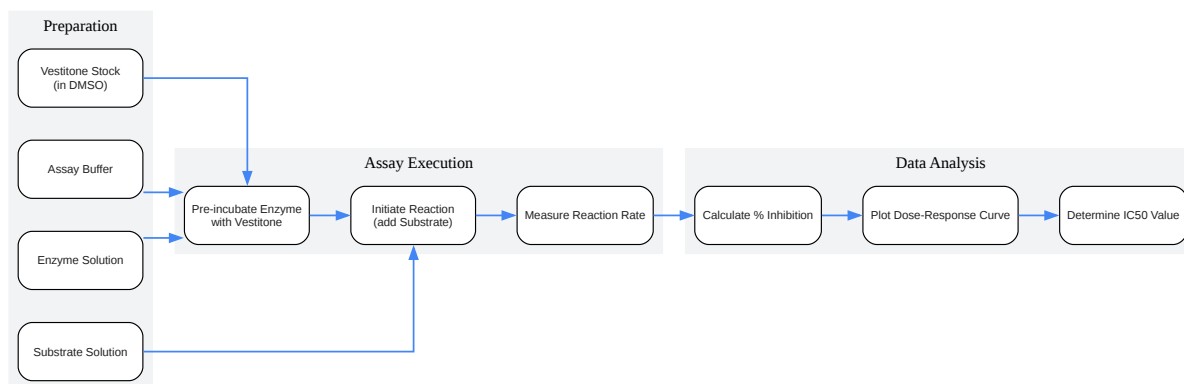 Preparation
Vestitone Stock
(in DMSO)
Assay Buffer
Enzyme Solution
Substrate Solution
Assay Execution
Pre-incubate Enzyme
with Vestitone
Initiate Reaction
(add Substrate)
Measure Reaction Rate
Data Analysis
Calculate % Inhibition
Plot Dose-Response Curve
Determine IC50 Value